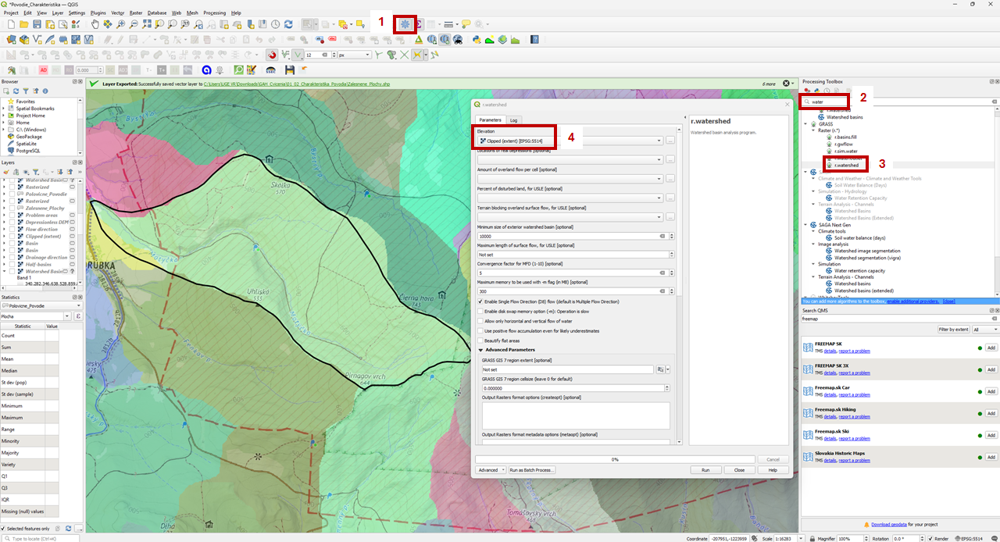 *Povodie_Charakteristika — QGIS
Project Edit View Layer Settings Plugins Vector Raster Database Web Mesh Processing Help
1
12 px
0.000
Browser
Favorites
Spatial Bookmarks
Project Home
Home
C:\ (Windows)
GeoPackage
SpatiaLite
PostgreSQL
Layers
Watershed Basin
Rasterized
Polovicne_Povodie
Rasterized
Zalesnene_Plochy
Problem areas
Depressionless DEM
Flow direction
Clipped (extent)
Basin
Basin
Drainage direction
Half-basins
Watershed Basin
Band 1
340.282.346.638.528.859.
Statistics
Polovicne_Povodie
Plocha
Statistic Value
Count
Sum
Mean
Median
St dev (pop)
St dev (sample)
Minimum
Maximum
Range
Minority
Majority
Variety
Q1
Q3
IQR
Missing (null) values
Selected features only
Type to locate (Ctrl+K)
Layer Exported: Successfully saved vector layer to C:\Users\UGE VR\Downloads\GAH_Cvicenia\01_02_Charakteristika_Povodia\Zalesnene_Plochy.shp
6 more
Skalka
570
Uhliská
555
Čierna hora
743
Pirnagov vrch
644
RUBKA
Tomášovský vrch
Dlha
r.watershed
Parameters Log
Elevation
Clipped (extent) [EPSG:5514]
4
Locations of real depressions [optional]
Amount of overland flow per cell [optional]
Percent of disturbed land, for USLE [optional]
Terrain blocking overland surface flow, for USLE [optional]
Minimum size of exterior watershed basin [optional]
10000
Maximum length of surface flow, for USLE [optional]
Not set
Convergence factor for MFD (1-10) [optional]
5
Maximum memory to be used with -m flag (in MB) [optional]
300
Enable Single Flow Direction (D8) flow (default is Multiple Flow Direction)
Enable disk swap memory option (-m): Operation is slow
Allow only horizontal and vertical flow of water
Use positive flow accumulation even for likely underestimates
Beautify flat areas
Advanced Parameters
GRASS GIS 7 region extent [optional]
Not set
GRASS GIS 7 region cellsize (leave 0 for default)
0.000000
Output Rasters format options (createopt) [optional]
Output Rasters format metadata options (metaopt) [optional]
r.watershed
Watershed basin analysis program.
0%
Cancel
Advanced Run as Batch Process... Run Close Help
Processing Toolbox
water
2
r.watershed
Watershed basins
GRASS
Raster (r.*)
r.basins.fill
r.gwflow
r.sim.water
r.water.outlet
r.watershed
3
Climate and Weather - Climate and Weather Tools
Soil Water Balance (Days)
Simulation - Hydrology
Water Retention Capacity
Terrain Analysis - Channels
Watershed Basins
Watershed Basins (Extended)
SAGA Next Gen
Climate tools
Soil water balance (days)
Image analysis
Watershed image segmentation
Watershed segmentation (vigra)
Simulation
Water retention capacity
Terrain Analysis - Channels
Watershed basins
Watershed basins (extended)
You can add more algorithms to the toolbox, enable additional providers. [close]
Search QMS
freemap
Filter by extent All
FREEMAP SK
TMS details, report a problem
Add
FREEMAP SK 3X
TMS details, report a problem
Add
Freemap.sk Car
TMS details, report a problem
Add
Freemap.sk Hiking
TMS details, report a problem
Add
Freemap.sk Ski
TMS details, report a problem
Add
Slovakia Historic Maps
TMS details, report a problem
Add
Download geodata for your project
Coordinate -207951,-1223959 Scale 1:16283 Magnifier 100% Rotation 0.0 ° Render EPSG:5514